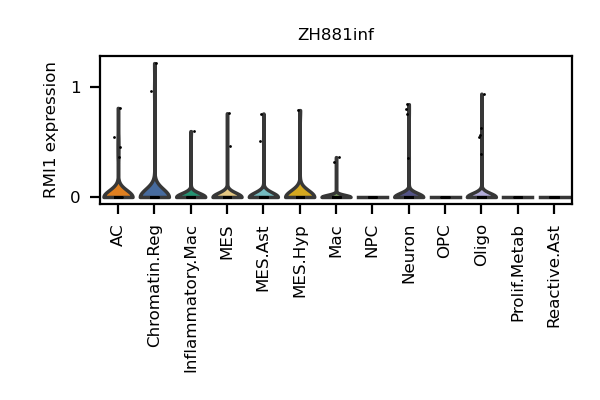 ZH881inf
RMI1 expression
1
0
AC
Chromatin.Reg
Inflammatory.Mac
MES
MES.Ast
MES.Hyp
Mac
NPC
Neuron
OPC
Oligo
Prolif.Metab
Reactive.Ast